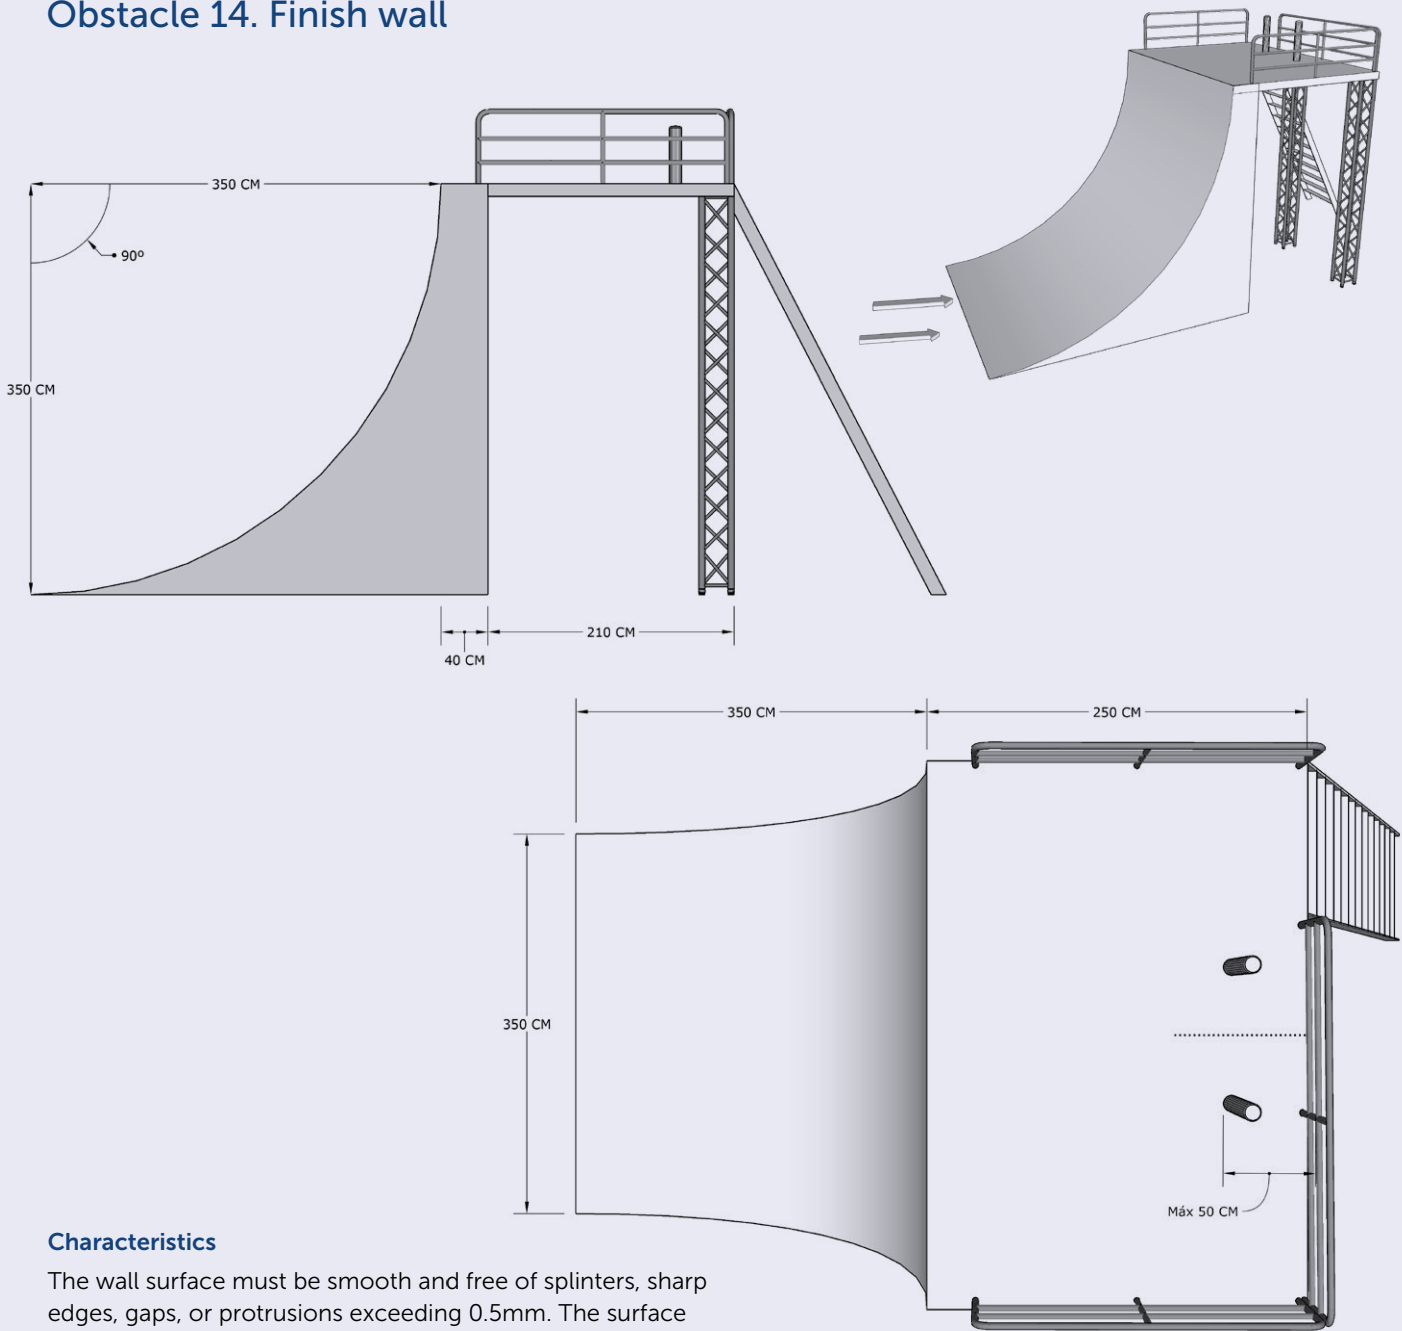 Obstacle 14. Finish wall
350 CM
90º
350 CM
210 CM
40 CM
350 CM
250 CM
350 CM
Máx 50 CM
Characteristics
The wall surface must be smooth and free of splinters, sharp
edges, gaps, or protrusions exceeding 0.5mm. The surface